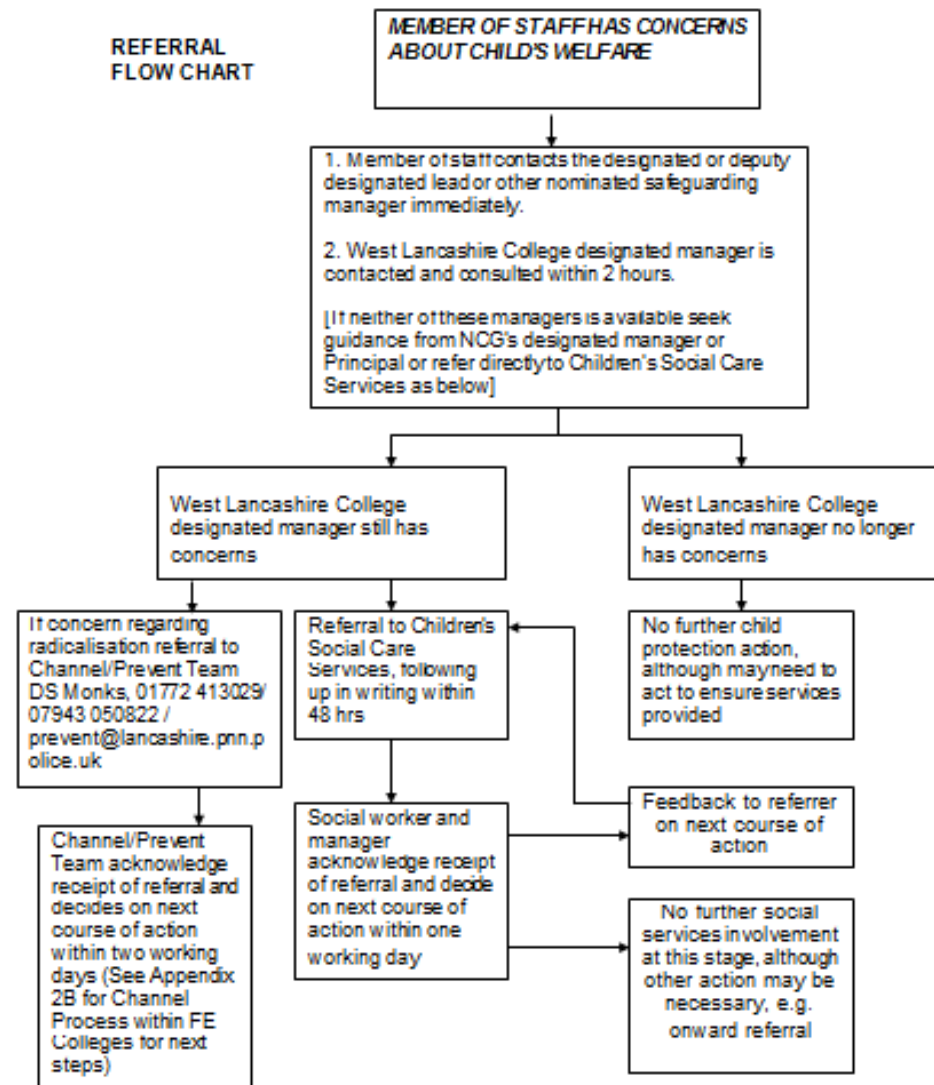 REFERRAL
FLOW CHART
MEMBER OF STAFF HAS CONCERNS
ABOUT CHILD'S WELFARE
1. Member of staff contacts the designated or deputy
designated lead or other nominated safeguarding
manager immediately.
2. West Lancashire College designated manager is
contacted and consulted within 2 hours.
[If neither of these managers is available seek
guidance from NCG's designated manager or
Principal or refer directly to Children's Social Care
Services as below]
West Lancashire College
designated manager still has
concerns
West Lancashire College
designated manager no longer
has concerns
If concern regarding
radicalisation referral to
Channel/Prevent Team
DS Monks, 01772 413029/
07943 050822 /
prevent@lancashire.pnn.p
olice.uk
Referral to Children's
Social Care
Services, following
up in writing within
48 hrs
No further child
protection action,
although may need to
act to ensure services
provided
Channel/Prevent
Team acknowledge
receipt of referral and
decides on next
course of action
within two working
days (See Appendix
2B for Channel
Process within FE
Colleges for next
steps)
Social worker and
manager
acknowledge receipt
of referral and decide
on next course of
action within one
working day
Feedback to referrer
on next course of
action
No further social
services involvement
at this stage, although
other action may be
necessary, e.g.
onward referral